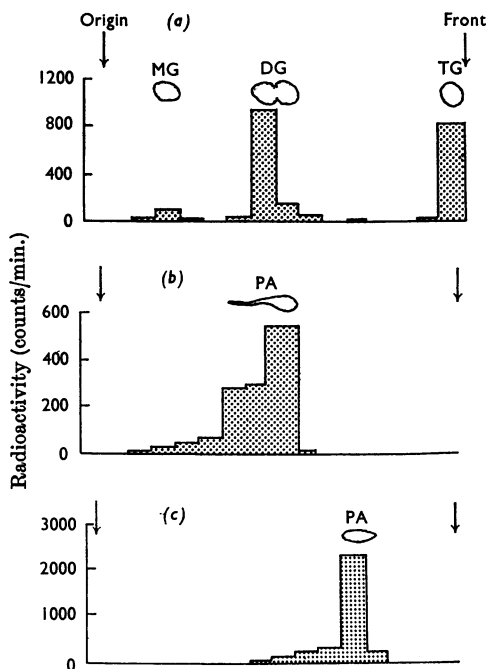 Origin (a) Front
MG DG TG
1200
800
400
0
(b)
PA
600
400
200
0
(c)
PA
3000
2000
1000
0
Radioactivity (counts/min.)